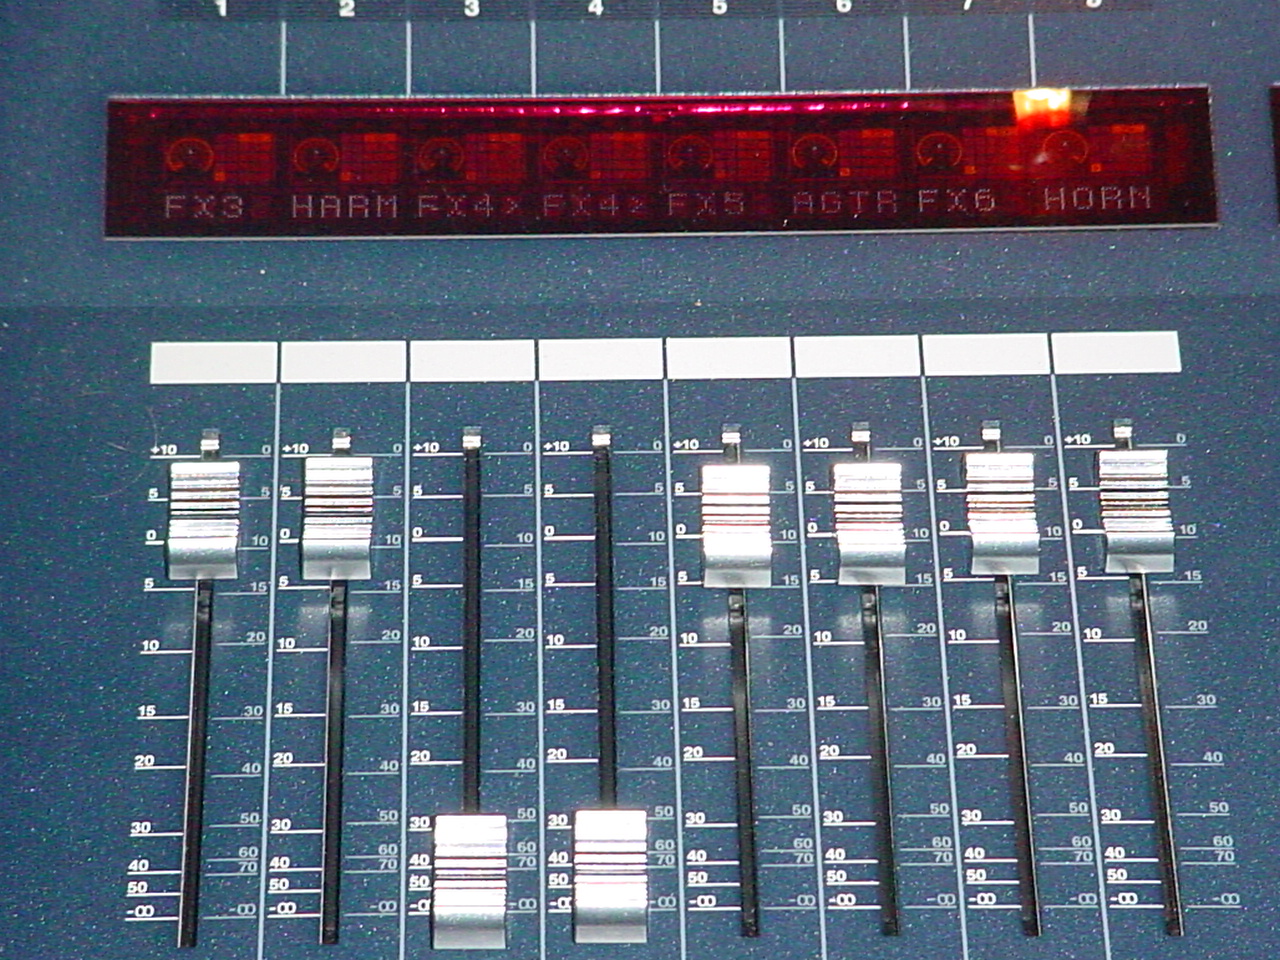 1 2 3 4 5 6 7 8
FX3 HARM FX4> FX4> FX5 AGTR FX6 HORN
+10 0 +10 0 +10 0 +10 0 +10 0 +10 0 +10 0 +10 0
5 5 5 5 5 5 5 5 5 5 5
0 10 0 10 0 10 0 10 0 10 0 10 0 10 0 10
5 15 5 15 5 15 5 15 5 15 5 15 5 15 5 15
10 20 10 20 10 20 10 20 10 20 10 20 10 20 10 20
15 30 15 30 15 30 15 30 15 30 15 30 15 30 15 30
20 40 20 40 20 40 20 40 20 40 20 40 20 40 20 40
30 50 30 50 30 50 30 50 30 50 30 50 30 50 30 50
60 60 60 60 60 60 60 60
40 70 40 70 40 70 40 70 40 70 40 70 40 70 40 70
50 50 50 50 50 50 50 50
-∞ -∞ -∞ -∞ -∞ -∞ -∞ -∞ -∞ -∞ -∞ -∞ -∞ -∞